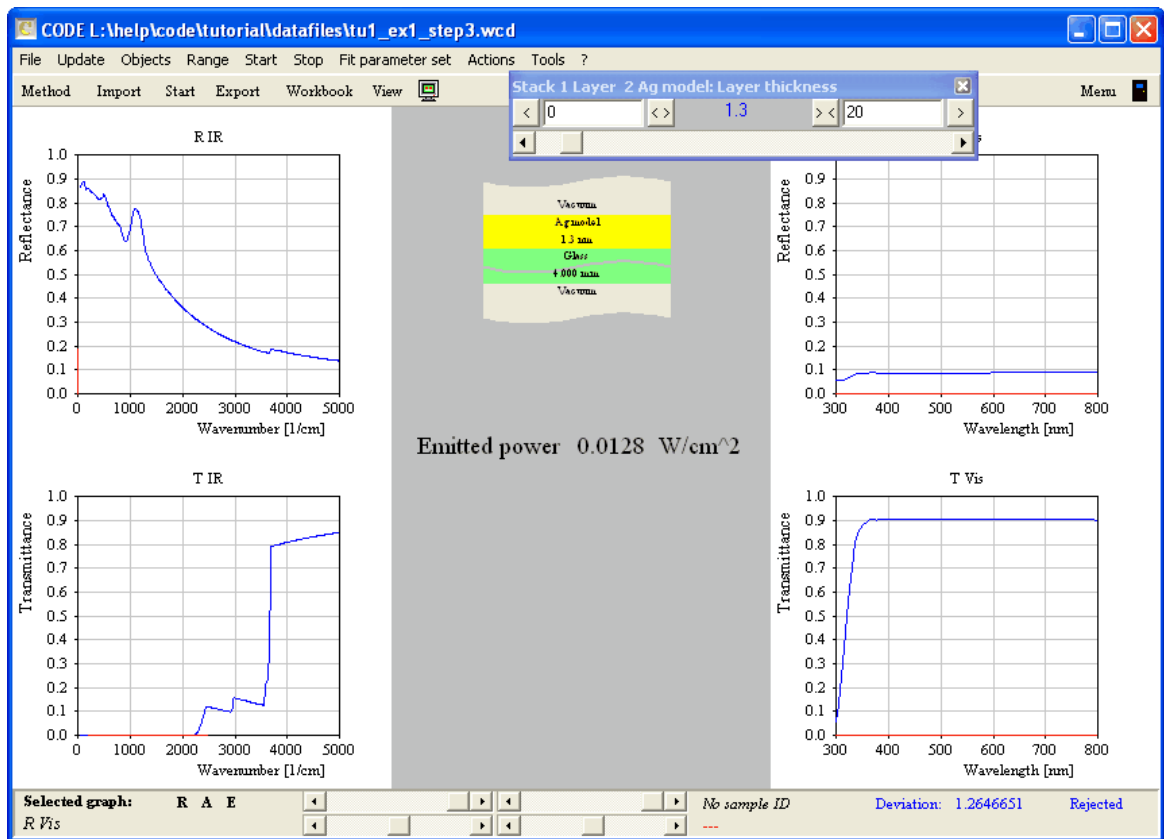 CODE L:\help\code\tutorial\datafiles\tu1_ex1_step3.wcd
File Update Objects Range Start Stop Fit parameter set Actions Tools ?
Method Import Start Export Workbook View Menu
Stack 1 Layer 2 Ag model: Layer thickness
< 0 < > 1.3 > < 20 >
R IR
Reflectance
1.0
0.9
0.8
0.7
0.6
0.5
0.4
0.3
0.2
0.1
0.0
0 1000 2000 3000 4000 5000
Wavenumber [1/cm]
Vacuum
Ag model
1.3 nm
Glass
4.000 mm
Vacuum
Emitted power 0.0128 W/cm^2
Reflectance
0.9
0.8
0.7
0.6
0.5
0.4
0.3
0.2
0.1
0.0
300 400 500 600 700 800
Wavelength [nm]
T IR
Transmittance
1.0
0.9
0.8
0.7
0.6
0.5
0.4
0.3
0.2
0.1
0.0
0 1000 2000 3000 4000 5000
Wavenumber [1/cm]
T Vis
Transmittance
1.0
0.9
0.8
0.7
0.6
0.5
0.4
0.3
0.2
0.1
0.0
300 400 500 600 700 800
Wavelength [nm]
Selected graph: R A E
R Vis
No sample ID
---
Deviation: 1.2646651 Rejected